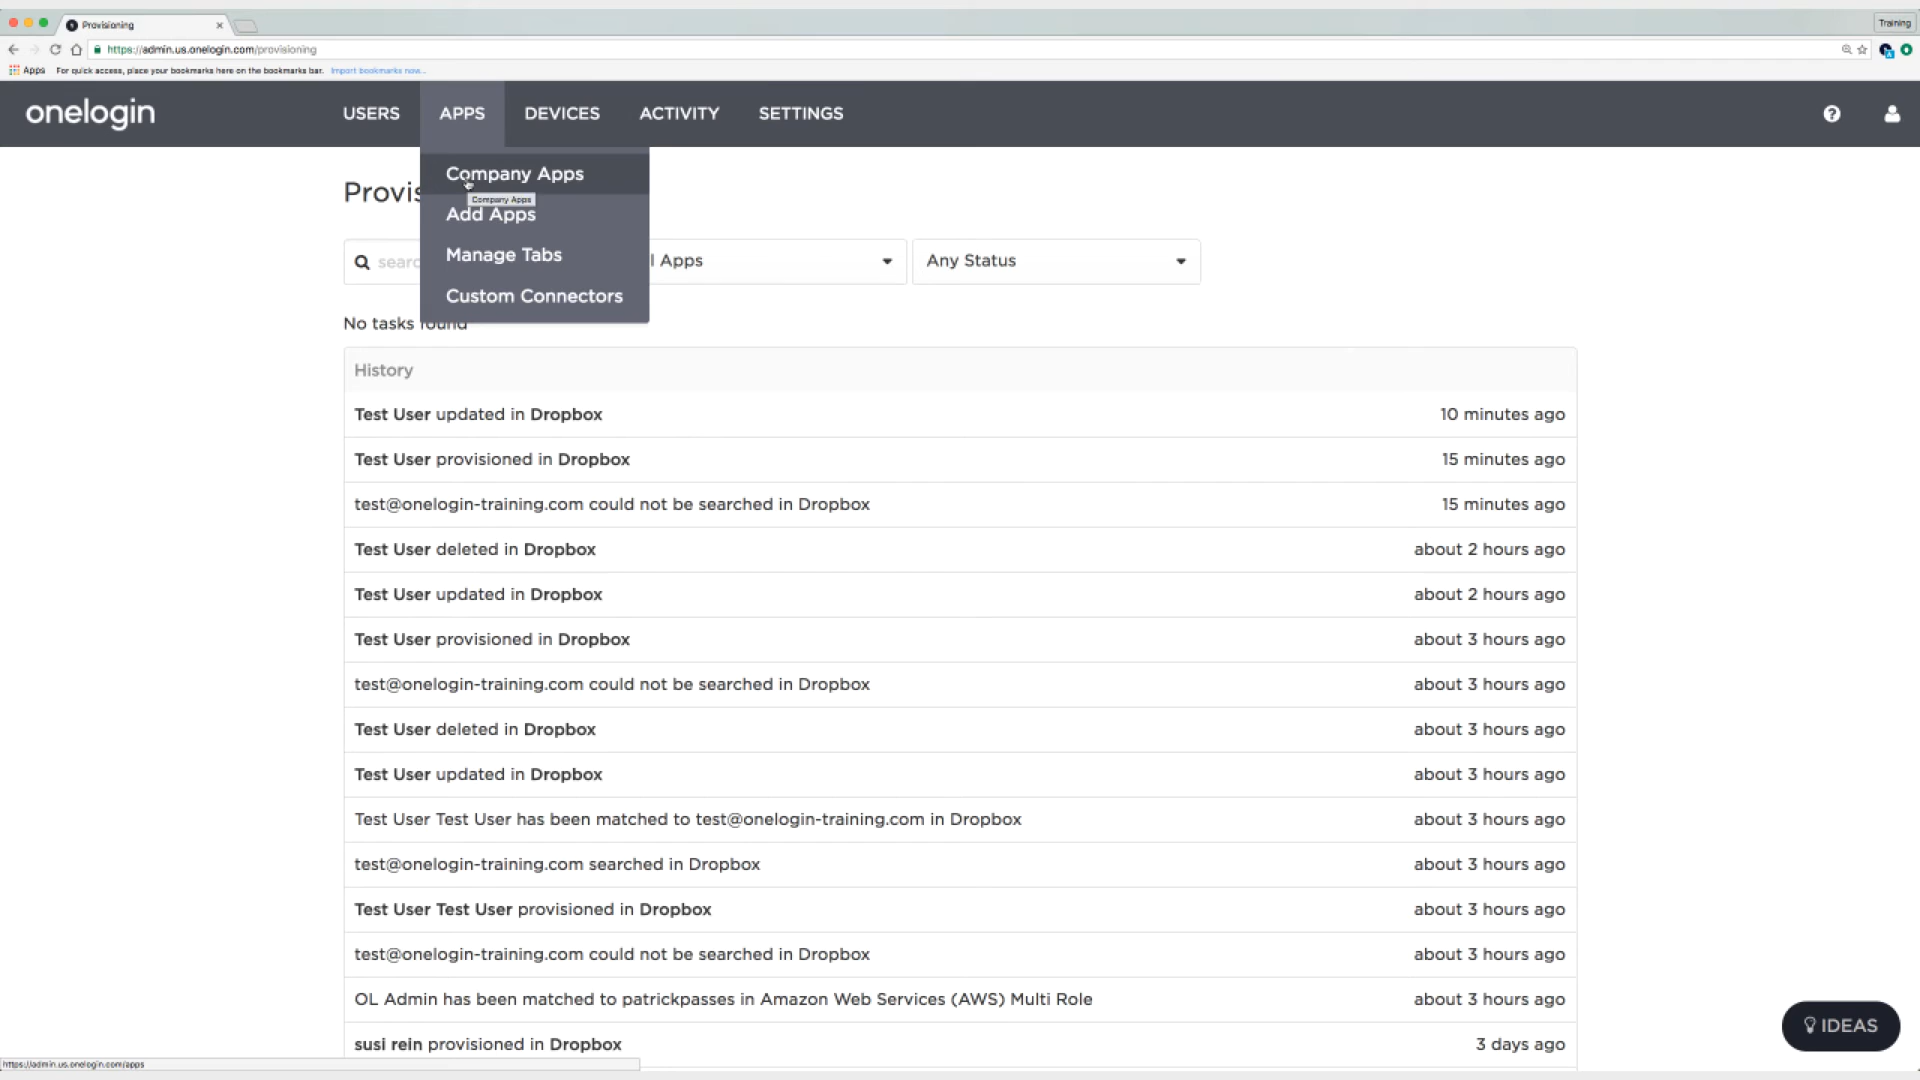 Provisioning
Training
https://admin.us.onelogin.com/provisioning
Apps For quick access, place your bookmarks here on the bookmarks bar. Import bookmarks now...
onelogin
USERS
APPS
DEVICES
ACTIVITY
SETTINGS
Company Apps
Company Apps
Add Apps
Manage Tabs
Custom Connectors
Provis
searc
l Apps
Any Status
No tasks found
History
Test User updated in Dropbox 10 minutes ago
Test User provisioned in Dropbox 15 minutes ago
test@onelogin-training.com could not be searched in Dropbox 15 minutes ago
Test User deleted in Dropbox about 2 hours ago
Test User updated in Dropbox about 2 hours ago
Test User provisioned in Dropbox about 3 hours ago
test@onelogin-training.com could not be searched in Dropbox about 3 hours ago
Test User deleted in Dropbox about 3 hours ago
Test User updated in Dropbox about 3 hours ago
Test User Test User has been matched to test@onelogin-training.com in Dropbox about 3 hours ago
test@onelogin-training.com searched in Dropbox about 3 hours ago
Test User Test User provisioned in Dropbox about 3 hours ago
test@onelogin-training.com could not be searched in Dropbox about 3 hours ago
OL Admin has been matched to patrickpasses in Amazon Web Services (AWS) Multi Role about 3 hours ago
susi rein provisioned in Dropbox 3 days ago
IDEAS
https://admin.us.onelogin.com/apps